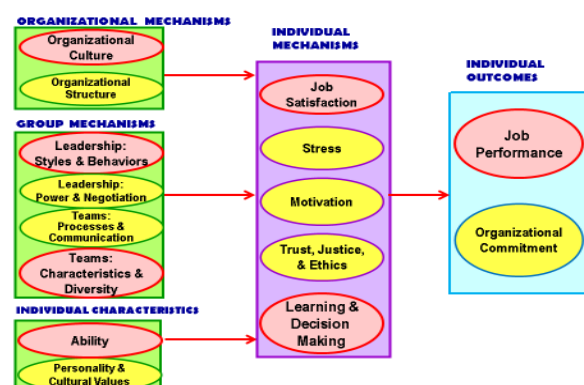 ORGANIZATIONAL MECHANISMS
Organizational
Culture
Organizational
Structure
GROUP MECHANISMS
Leadership:
Styles & Behaviors
Leadership:
Power & Negotiation
Teams:
Processes &
Communication
Teams:
Characteristics &
Diversity
INDIVIDUAL CHARACTERISTICS
Ability
Personality &
Cultural Values
INDIVIDUAL
MECHANISMS
Job
Satisfaction
Stress
Motivation
Trust, Justice,
& Ethics
Learning &
Decision
Making
INDIVIDUAL
OUTCOMES
Job
Performance
Organizational
Commitment